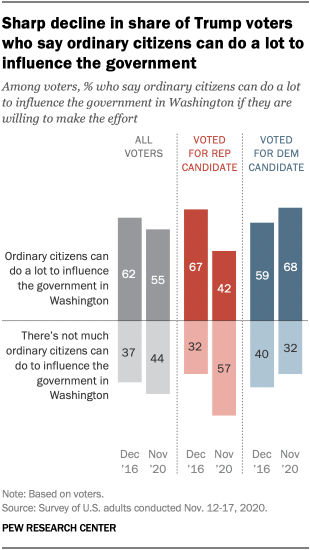 Sharp decline in share of Trump voters
who say ordinary citizens can do a lot to
influence the government
Among voters, % who say ordinary citizens can do a lot
to influence the government in Washington if they are
willing to make the effort
ALL
VOTERS
VOTED
FOR REP
CANDIDATE
VOTED
FOR DEM
CANDIDATE
Ordinary citizens can
do a lot to influence
the government in
Washington
62 55 67 42 59 68
There's not much
ordinary citizens can
do to influence the
government in
Washington
37 44 32 57 40 32
Dec Nov Dec Nov Dec Nov
'16 '20 '16 '20 '16 '20
Note: Based on voters.
Source: Survey of U.S. adults conducted Nov. 12-17, 2020.
PEW RESEARCH CENTER